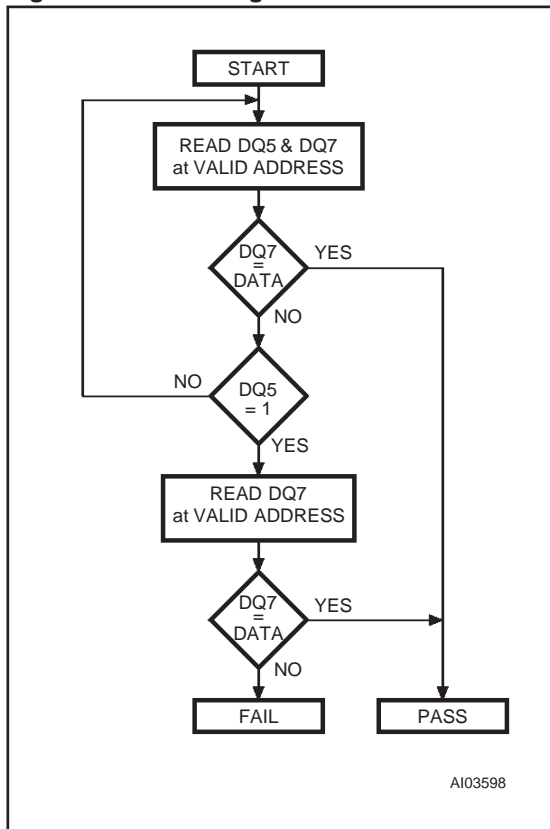 START
READ DQ5 & DQ7
at VALID ADDRESS
DQ7
=
DATA
YES
NO
NO
DQ5
= 1
YES
READ DQ7
at VALID ADDRESS
DQ7
=
DATA
YES
NO
FAIL
PASS
AI03598